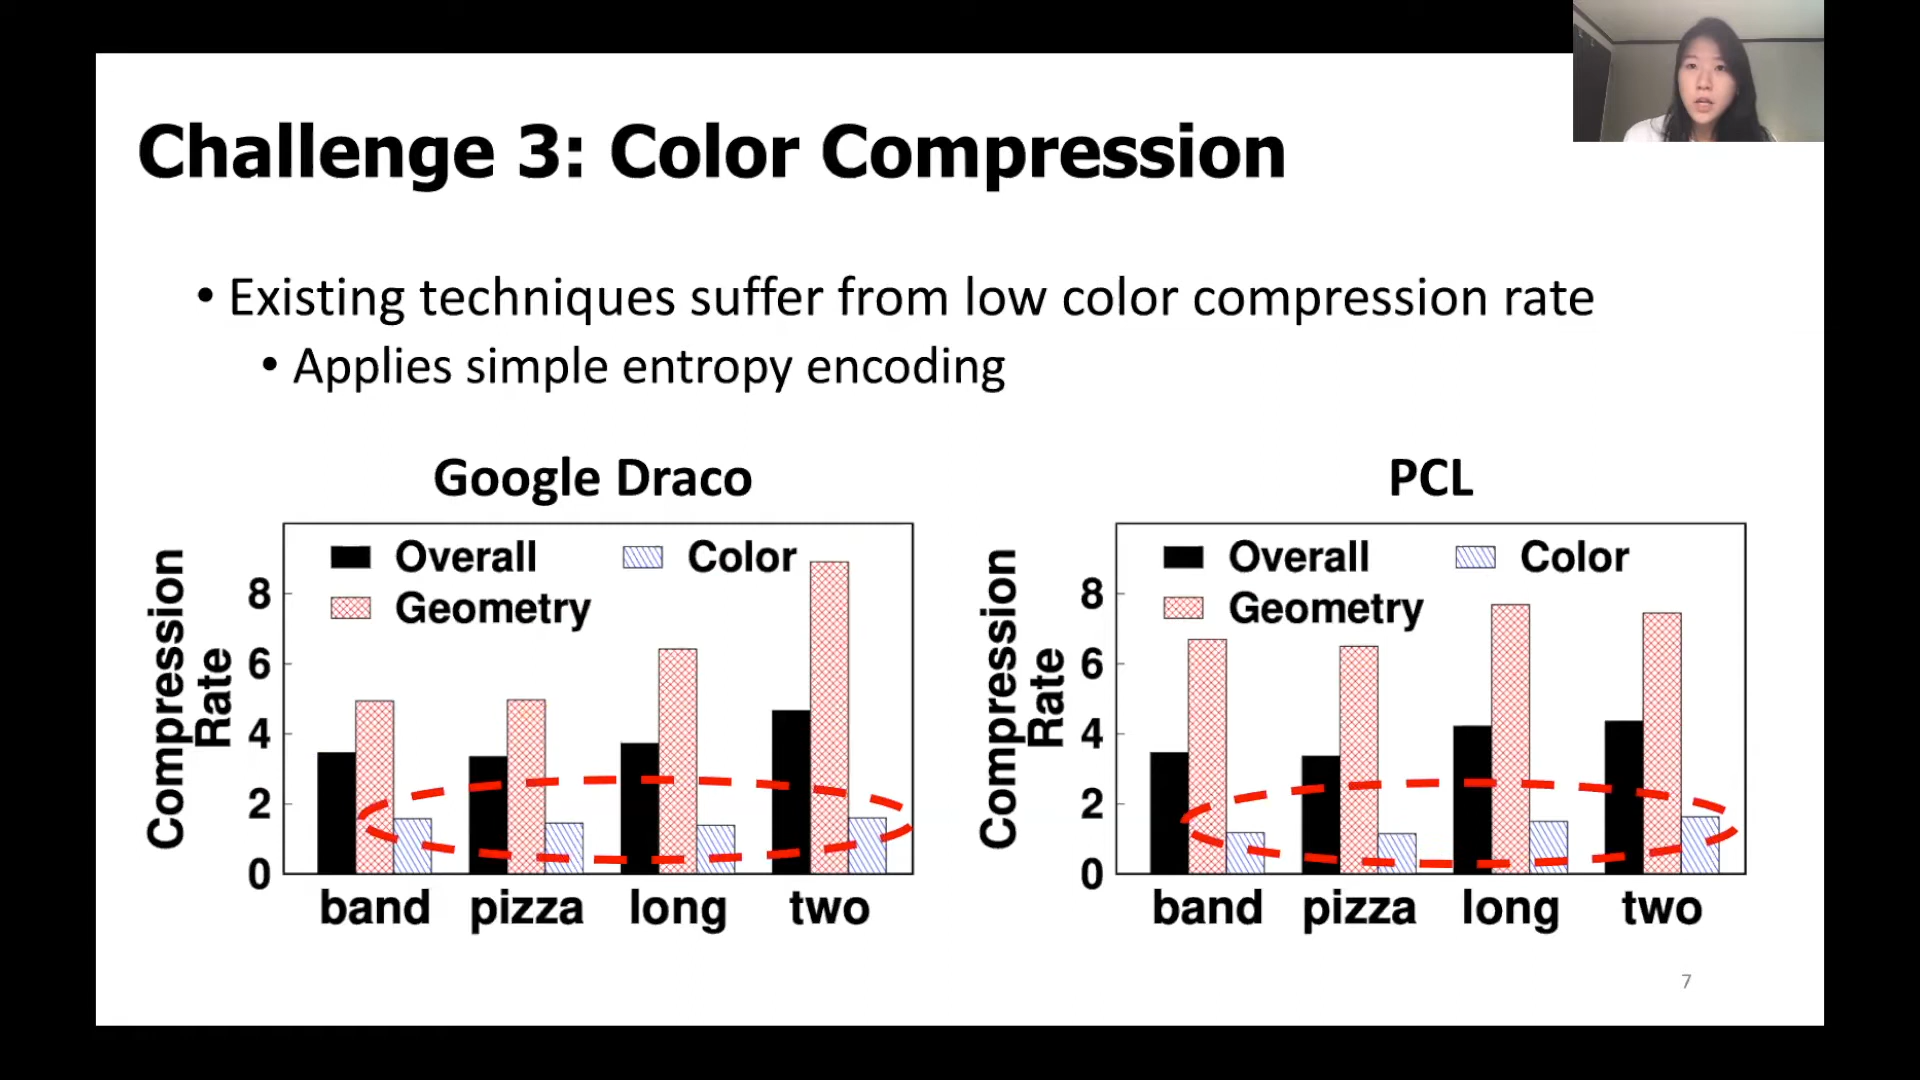 Challenge 3: Color Compression
• Existing techniques suffer from low color compression rate
• Applies simple entropy encoding
Google Draco
Compression
Rate
8
6
4
2
0
Overall
Color
Geometry
band
pizza
long
two
PCL
Compression
Rate
8
6
4
2
0
Overall
Color
Geometry
band
pizza
long
two
7